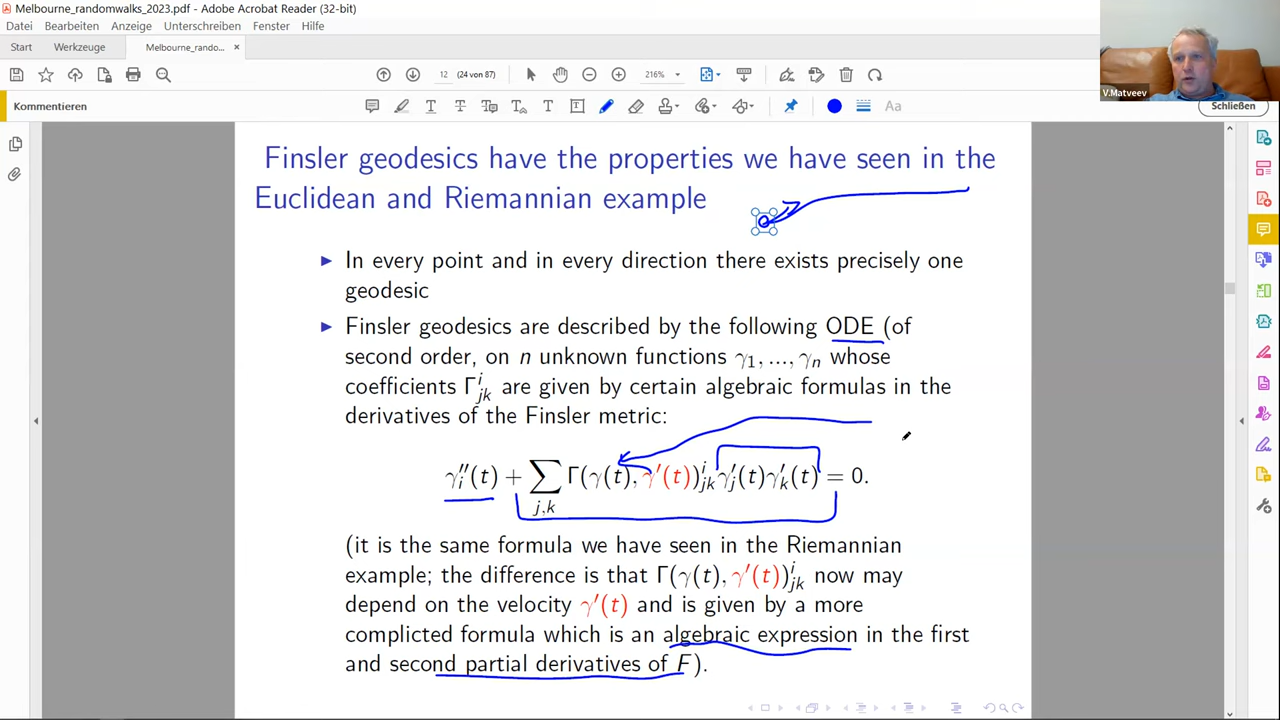 Melbourne_randomwalks_2023.pdf - Adobe Acrobat Reader (32-bit)
Datei Bearbeiten Anzeige Unterschreiben Fenster Hilfe
Start Werkzeuge Melbourne_rando... ×
12 (24 von 87) 216%
V.Matveev
Kommentieren Aa Schließen
Finsler geodesics have the properties we have seen in the
Euclidean and Riemannian example
▶ In every point and in every direction there exists precisely one
geodesic
▶ Finsler geodesics are described by the following ODE (of
second order, on n unknown functions γ₁, ..., γₙ whose
coefficients Γⁱⱼₖ are given by certain algebraic formulas in the
derivatives of the Finsler metric:
γᵢ″(t) + ∑ⱼ,ₖ Γ(γ(t), γ′(t))ⁱⱼₖ γ′ⱼ(t)γ′ₖ(t) = 0.
(it is the same formula we have seen in the Riemannian
example; the difference is that Γ(γ(t), γ′(t))ⁱⱼₖ now may
depend on the velocity γ′(t) and is given by a more
complicted formula which is an algebraic expression in the first
and second partial derivatives of F).